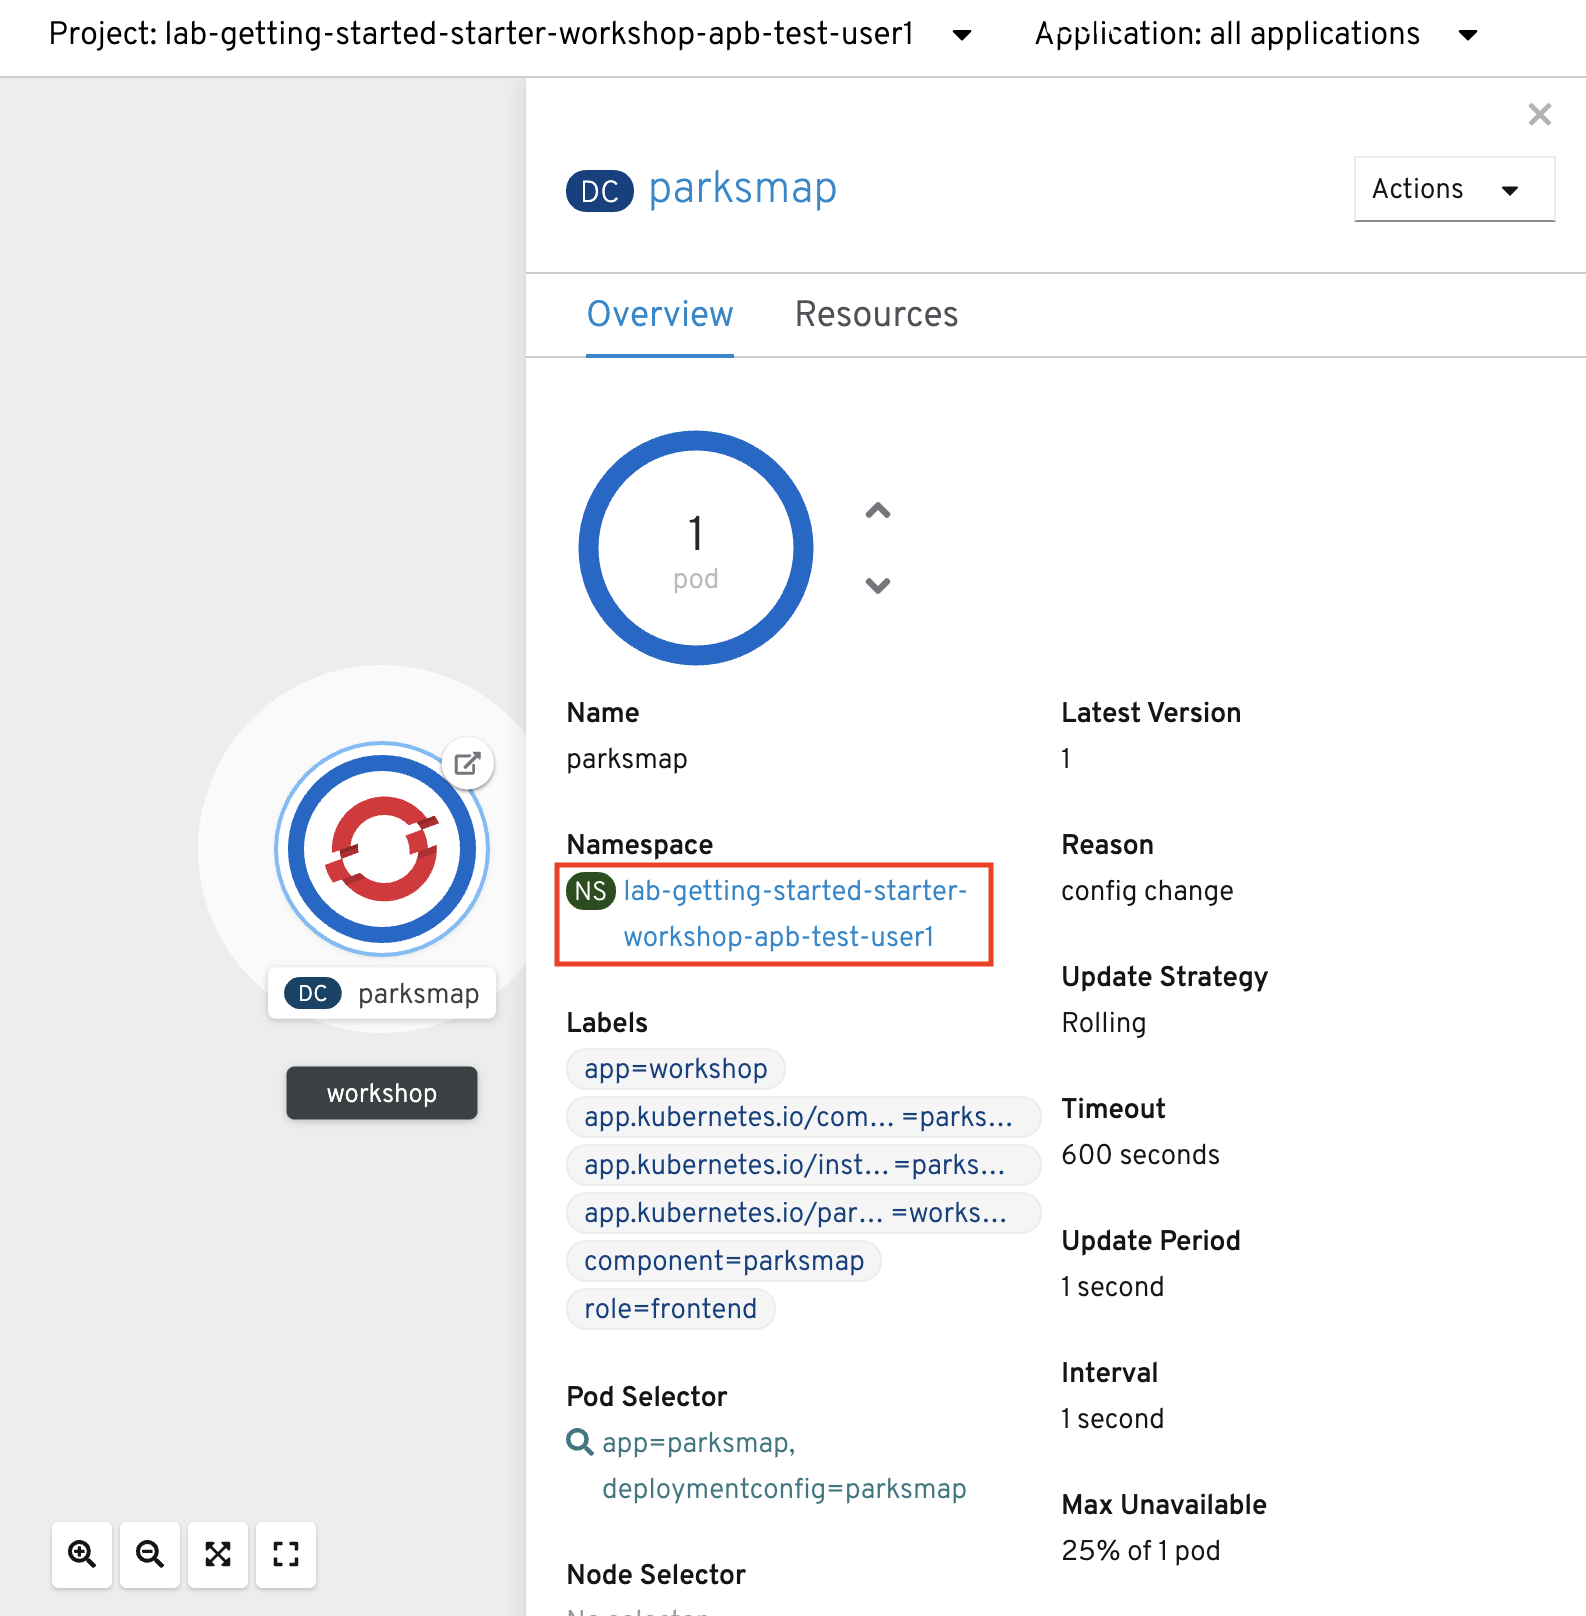 Project: lab-getting-started-starter-workshop-apb-test-user1
Application: all applications
DC parksmap
Actions
Overview
Resources
1
pod
Name
parksmap
Namespace
NS lab-getting-started-starter-
workshop-apb-test-user1
Labels
app=workshop
app.kubernetes.io/com... =parks...
app.kubernetes.io/inst... =parks...
app.kubernetes.io/par... =works...
component=parksmap
role=frontend
Pod Selector
app=parksmap,
deploymentconfig=parksmap
Node Selector
Latest Version
1
Reason
config change
Update Strategy
Rolling
Timeout
600 seconds
Update Period
1 second
Interval
1 second
Max Unavailable
25% of 1 pod
DC parksmap
workshop